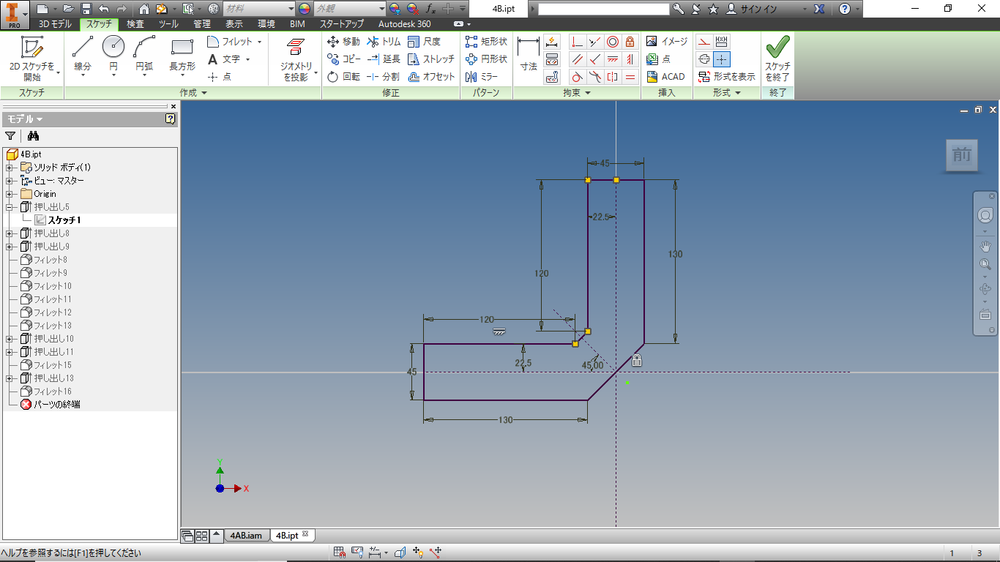 PRO
材料
外観
4B.ipt
サイン イン
3D モデル スケッチ 検査 ツール 管理 表示 環境 BIM スタートアップ Autodesk 360
2D スケッチを
開始
線分
円
円弧
長方形
フィレット
文字
点
ジオメトリ
を投影
移動
コピー
回転
トリム
延長
分割
尺度
ストレッチ
オフセット
矩形状
円形状
ミラー
寸法
イメージ
点
ACAD
形式を表示
スケッチ
を終了
スケッチ
作成
修正
パターン
拘束
挿入
形式
終了
モデル
4B.ipt
ソリッド ボディ(1)
ビュー: マスター
Origin
押し出し5
スケッチ1
押し出し8
押し出し9
フィレット8
フィレット9
フィレット10
フィレット11
フィレット12
フィレット13
押し出し10
押し出し11
フィレット15
押し出し13
フィレット16
パーツの終端
45
22.5
130
120
120
22.5
45.00
45
130
前
Y
X
4AB.iam
4B.ipt
ヘルプを参照するには[F1]を押してください
1
3